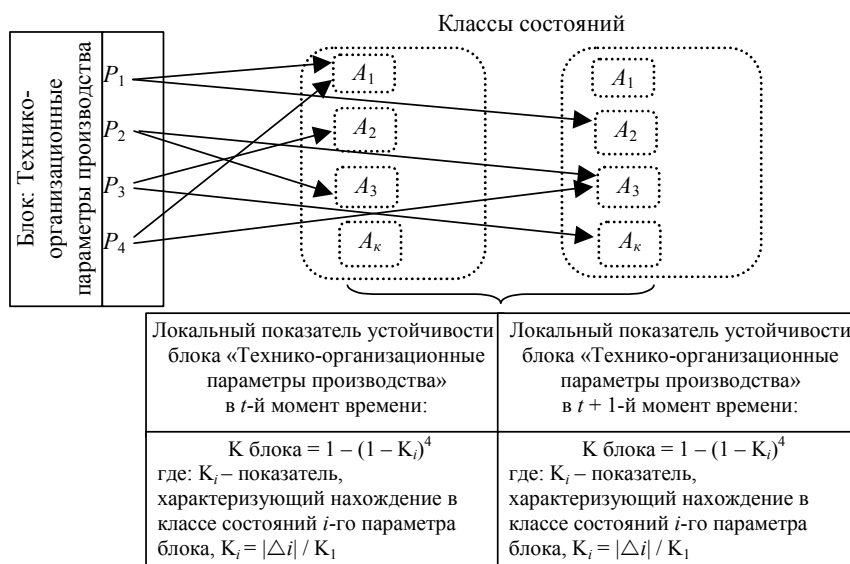 Классы состояний
Блок: Технико-
организационные
параметры производства
P₁
P₂
P₃
P₄
A₁
A₂
A₃
Aк
A₁
A₂
A₃
Aк
Локальный показатель устойчивости
блока «Технико-организационные
параметры производства»
в t-й момент времени:
K блока = 1 – (1 – Kᵢ)⁴
где: Kᵢ – показатель,
характеризующий нахождение в
классе состояний i-го параметра
блока, Kᵢ = |△i| / K₁
Локальный показатель устойчивости
блока «Технико-организационные
параметры производства»
в t + 1-й момент времени:
K блока = 1 – (1 – Kᵢ)⁴
где: Kᵢ – показатель,
характеризующий нахождение в
классе состояний i-го параметра
блока, Kᵢ = |△i| / K₁